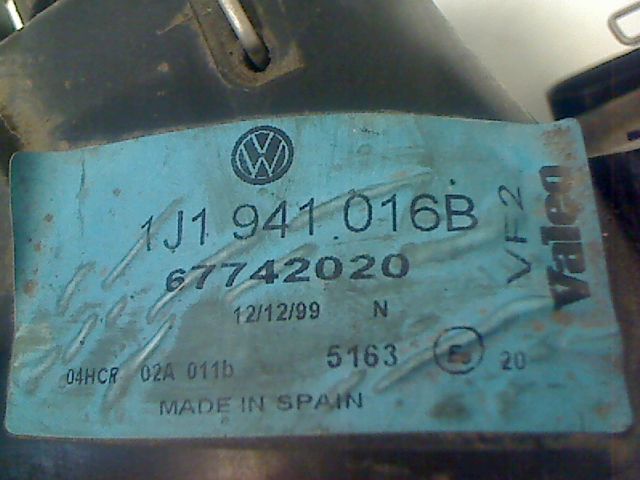 1J1 941 016B
67742020
12/12/99 N
04HCR 02A 011b 5163 E 20
MADE IN SPAIN
VF2
Valeo